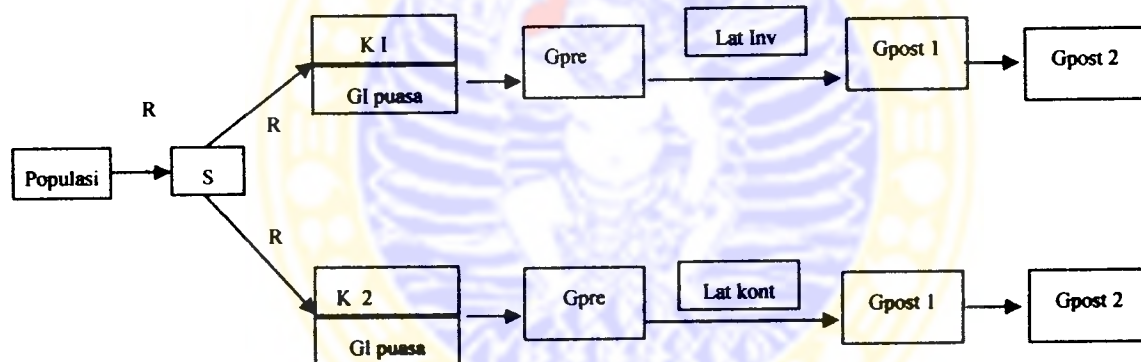 K I
Lat Inv
Gpre
Gpost 1
Gpost 2
GI puasa
R
R
Populasi
S
R
K 2
Gpre
Lat kont
Gpost 1
Gpost 2
GI puasa